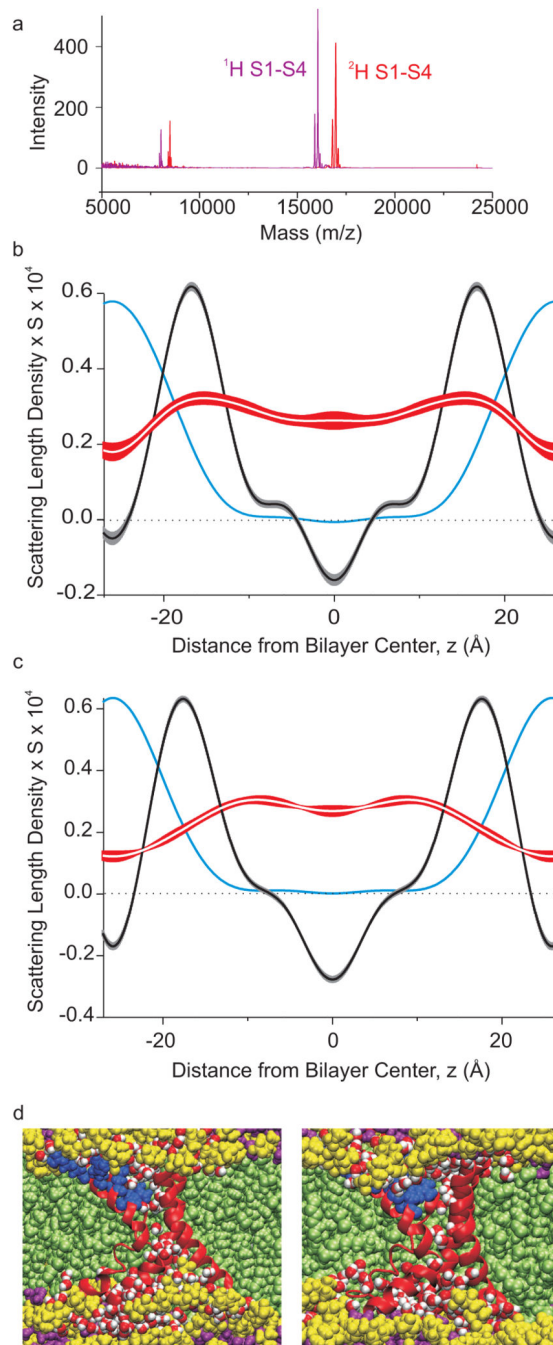 a
400
200
0
Intensity
¹H S1-S4
²H S1-S4
5000
10000
15000
20000
25000
Mass (m/z)
b
0.6
0.4
0.2
0.0
-0.2
Scattering Length Density x S x 10⁴
-20
0
20
Distance from Bilayer Center, z (Å)
c
0.6
0.4
0.2
0.0
-0.2
-0.4
Scattering Length Density x S x 10⁴
-20
0
20
Distance from Bilayer Center, z (Å)
d